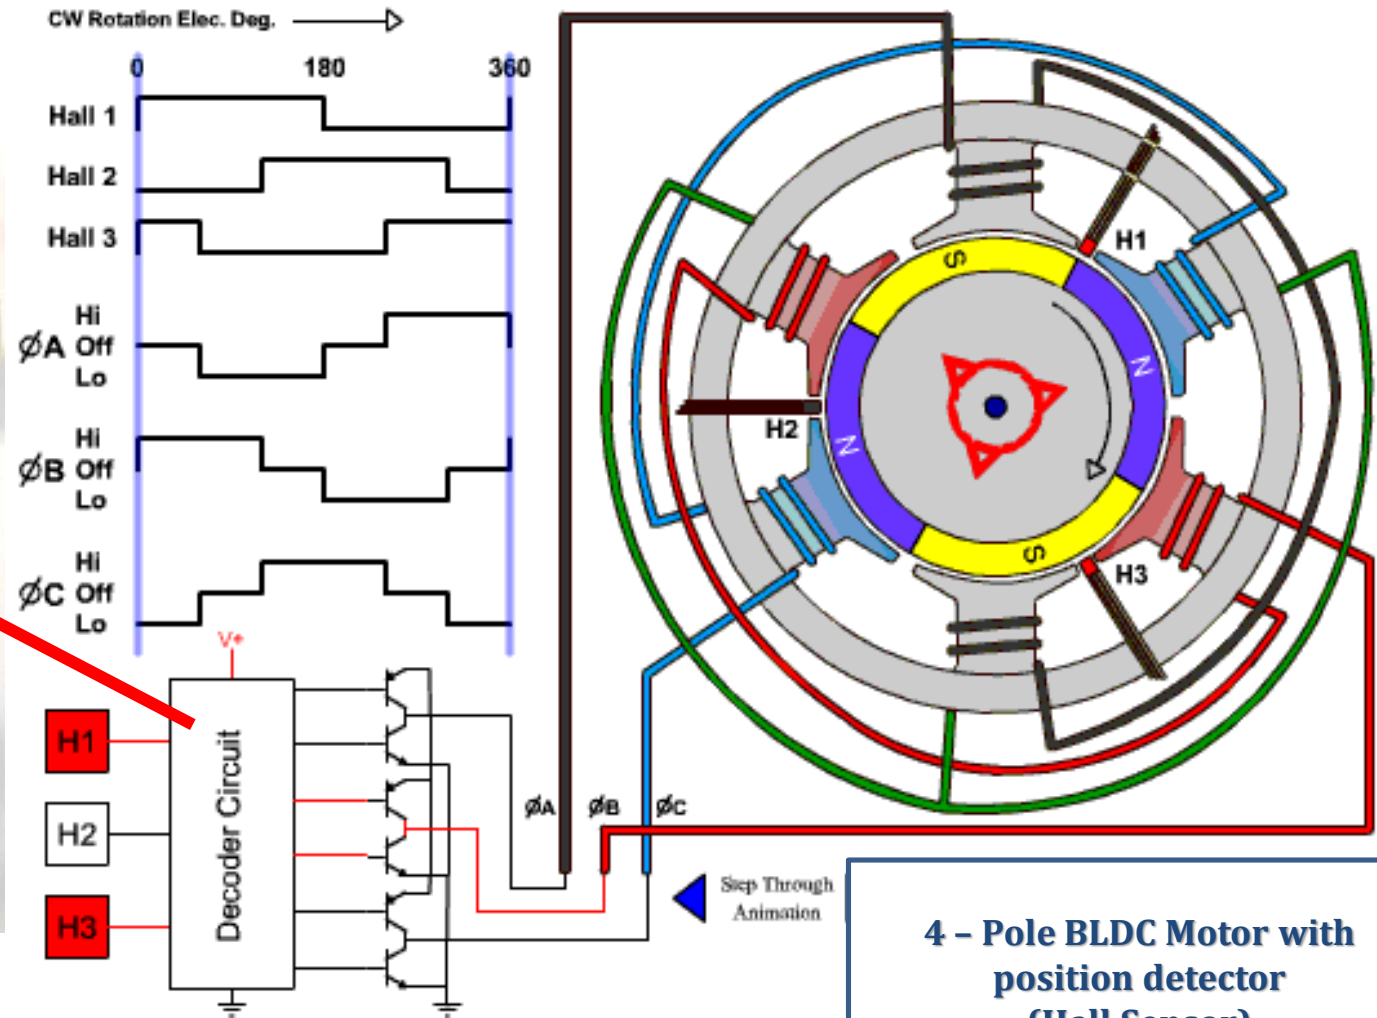 CW Rotation Elec. Deg.
0 180 360
Hall 1
Hall 2
Hall 3
Hi
ØA Off
Lo
Hi
ØB Off
Lo
Hi
ØC Off
Lo
V+
H1
H2
H3
Decoder Circuit
ØA ØB ØC
H1
H2
H3
S
N
N
S
Step Through
Animation
4 – Pole BLDC Motor with
position detector
(Hall Sensor)